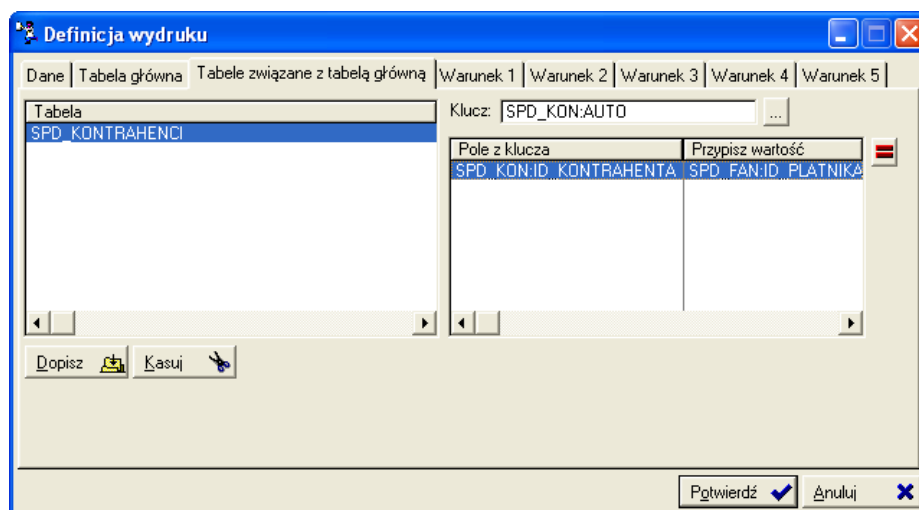 Definicja wydruku
Dane Tabela główna Tabele związane z tabelą główną Warunek 1 Warunek 2 Warunek 3 Warunek 4 Warunek 5
Tabela
SPD_KONTRAHENCI
Klucz: SPD_KON:AUTO ...
Pole z klucza Przypisz wartość
SPD_KON:ID_KONTRAHENTA SPD_FAN:ID_PLATNIKA
Dopisz Kasuj
Potwierdź Anuluj